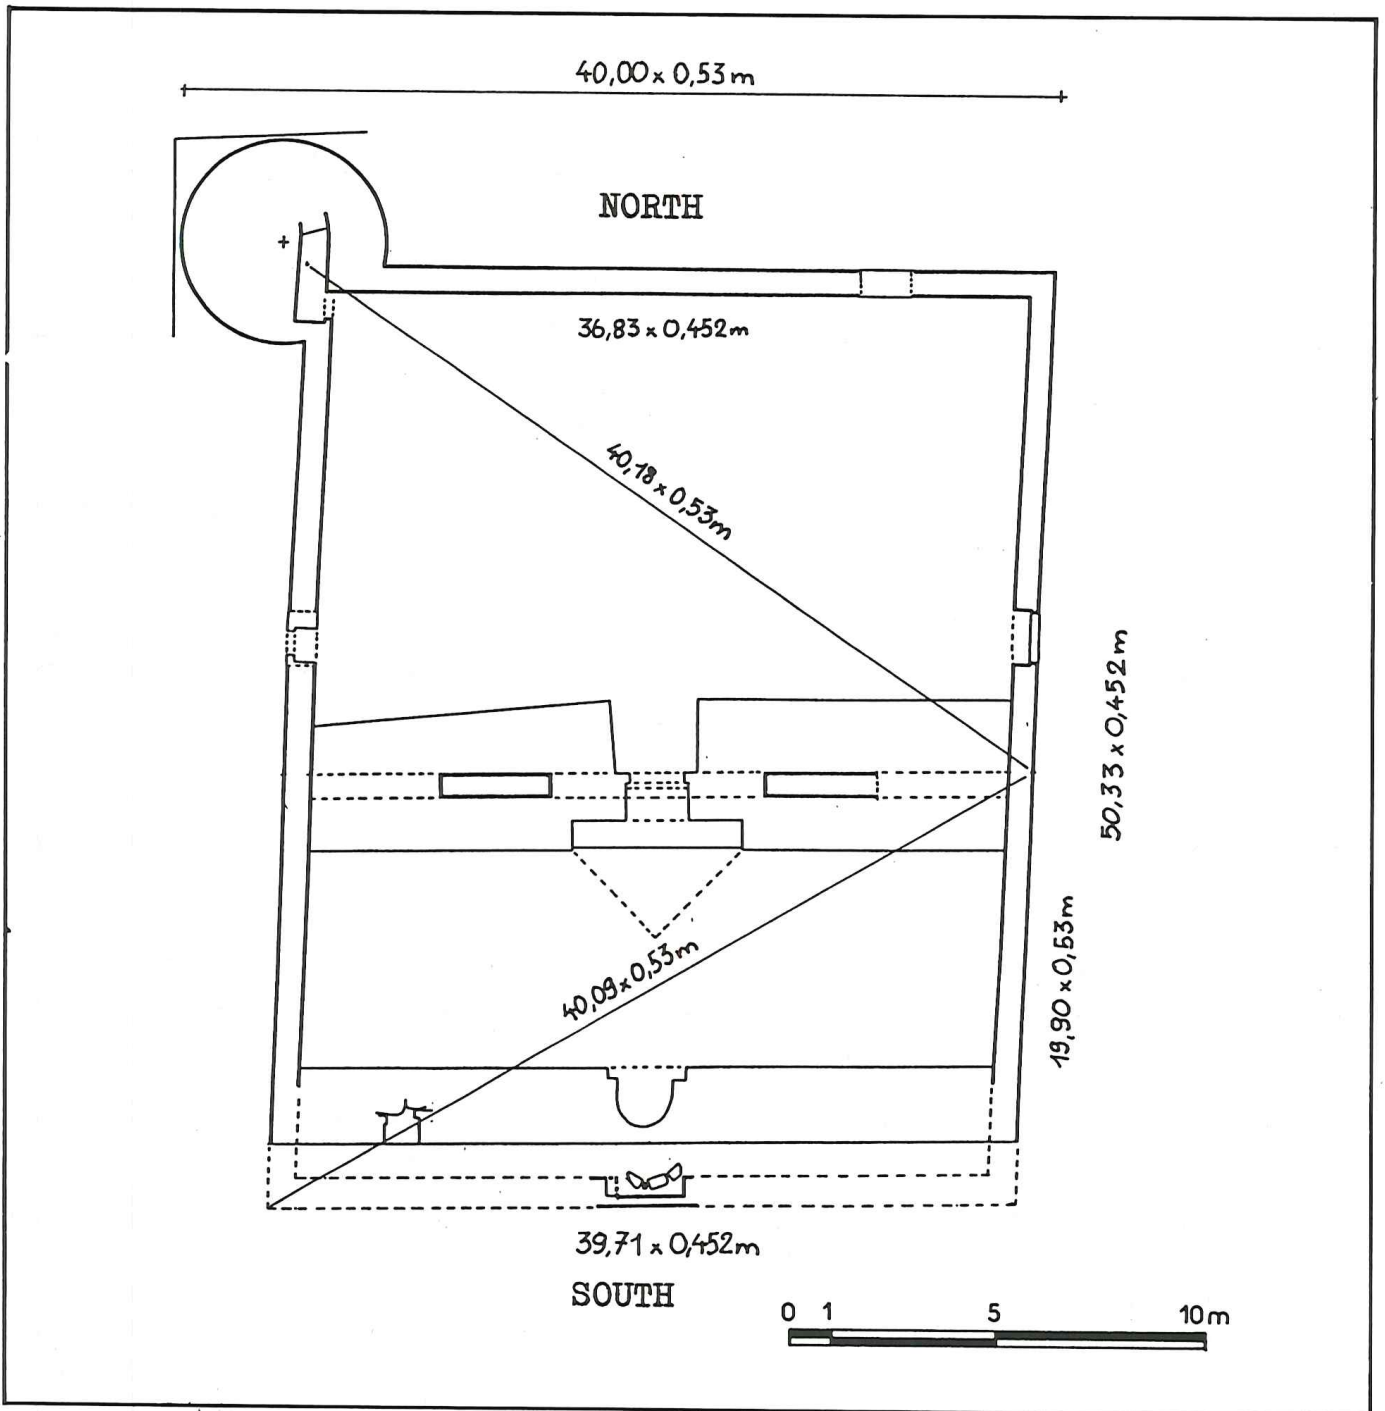 40,00 x 0,53 m
NORTH
36,83 x 0,452 m
40,18 x 0,53 m
50,33 x 0,452 m
19,90 x 0,53 m
40,09 x 0,53 m
39,71 x 0,452 m
SOUTH
0 1 5 10 m